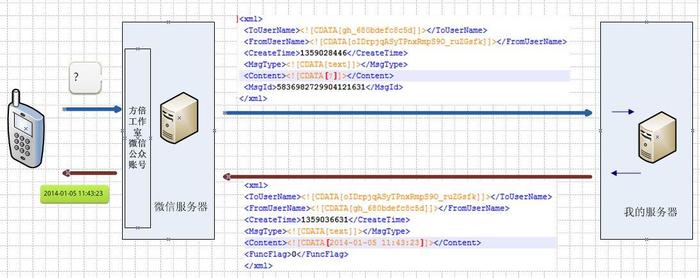 ?
2014-01-05 11:43:23
方倍
工作
室
微信
公众
账号
微信服务器
<xml>
<ToUserName><![CDATA[gh_680bdefc8c5d]]></ToUserName>
<FromUserName><![CDATA[oIDrpjqASyTPnxRmpS9O_ruZGsfk]]></FromUserName>
<CreateTime>1359028446</CreateTime>
<MsgType><![CDATA[text]]></MsgType>
<Content><![CDATA[?]]></Content>
<MsgId>5836982729904121631</MsgId>
</xml>
<xml>
<ToUserName><![CDATA[oIDrpjqASyTPnxRmpS9O_ruZGsfk]]></ToUserName>
<FromUserName><![CDATA[gh_680bdefc8c5d]]></FromUserName>
<CreateTime>1359036631</CreateTime>
<MsgType><![CDATA[text]]></MsgType>
<Content><![CDATA[2014-01-05 11:43:23]]></Content>
<FuncFlag>0</FuncFlag>
</xml>
我的服务器